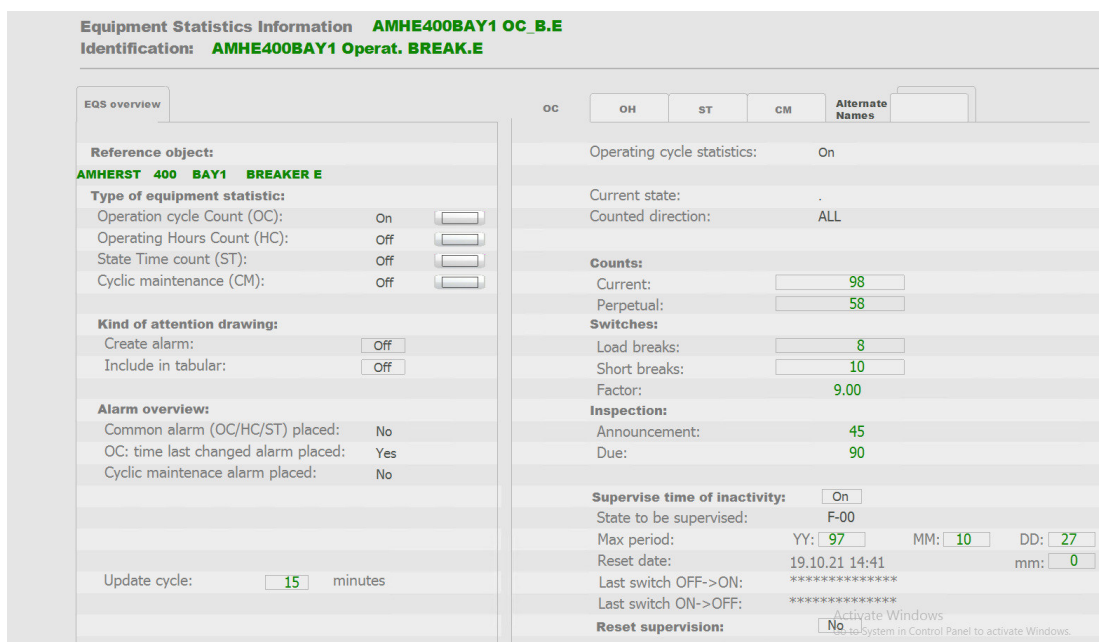 Equipment Statistics Information AMHE400BAY1 OC_B.E
Identification: AMHE400BAY1 Operat. BREAK.E
EQS overview
Reference object:
AMHERST 400 BAY1 BREAKER E
Type of equipment statistic:
Operation cycle Count (OC): On
Operating Hours Count (HC): Off
State Time count (ST): Off
Cyclic maintenance (CM): Off
Kind of attention drawing:
Create alarm: Off
Include in tabular: Off
Alarm overview:
Common alarm (OC/HC/ST) placed: No
OC: time last changed alarm placed: Yes
Cyclic maintenace alarm placed: No
Update cycle: 15 minutes
OC OH ST CM Alternate Names
Operating cycle statistics: On
Current state: .
Counted direction: ALL
Counts:
Current: 98
Perpetual: 58
Switches:
Load breaks: 8
Short breaks: 10
Factor: 9.00
Inspection:
Announcement: 45
Due: 90
Supervise time of inactivity: On
State to be supervised: F-00
Max period: YY: 97 MM: 10 DD: 27
Reset date: 19.10.21 14:41 mm: 0
Last switch OFF->ON: **************
Last switch ON->OFF: **************
Reset supervision: No
Activate Windows
Go to System in Control Panel to activate Windows.